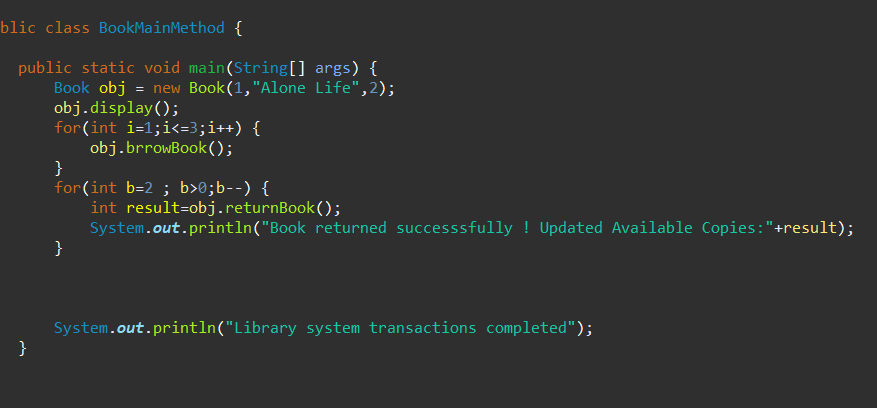 blic class BookMainMethod {
public static void main(String[] args) {
Book obj = new Book(1,"Alone Life",2);
obj.display();
for(int i=1;i<=3;i++) {
obj.brrowBook();
}
for(int b=2 ; b>0;b--) {
int result=obj.returnBook();
System.out.println("Book returned successsfully ! Updated Available Copies:"+result);
}
System.out.println("Library system transactions completed");
}